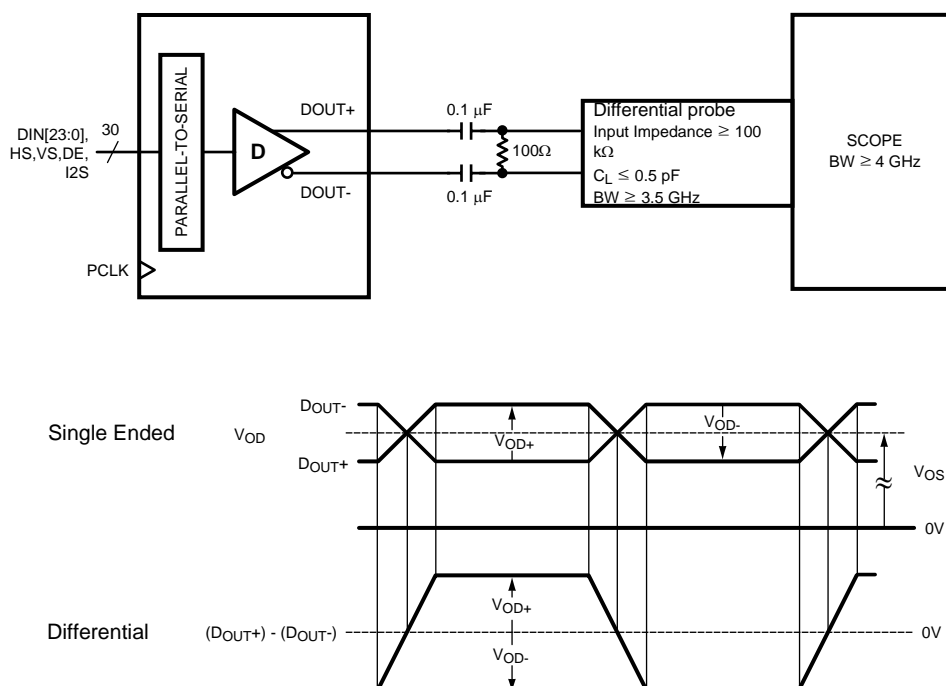 PARALLEL-TO-SERIAL
DIN[23:0],
HS,VS,DE,
I2S
30
PCLK
D
DOUT+
DOUT-
0.1 μF
0.1 μF
100Ω
Differential probe
Input Impedance ≥ 100
kΩ
CL ≤ 0.5 pF
BW ≥ 3.5 GHz
SCOPE
BW ≥ 4 GHz
Single Ended
VOD
DOUT-
DOUT+
VOD+
VOD-
VOS
≈
0V
Differential
(DOUT+) - (DOUT-)
VOD+
VOD-
0V